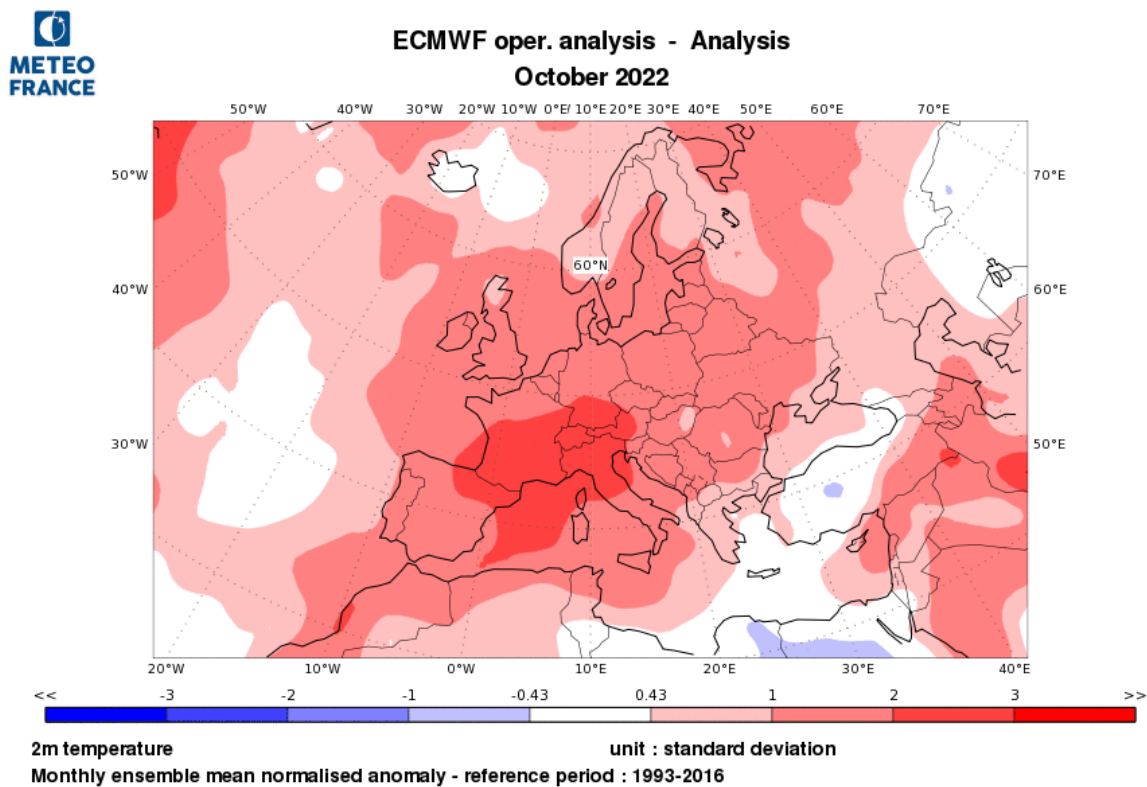 METEO
FRANCE
ECMWF oper. analysis - Analysis
October 2022
50°W 40°W 30°W 20°W 10°W 0°E 10°E 20°E 30°E 40°E 50°E 60°E 70°E
50°W 70°E
60°N
40°W 60°E
30°W 50°E
20°W 10°W 0°W 10°E 20°E 30°E 40°E
<< -3 -2 -1 -0.43 0.43 1 2 3 >>
2m temperature unit : standard deviation
Monthly ensemble mean normalised anomaly - reference period : 1993-2016